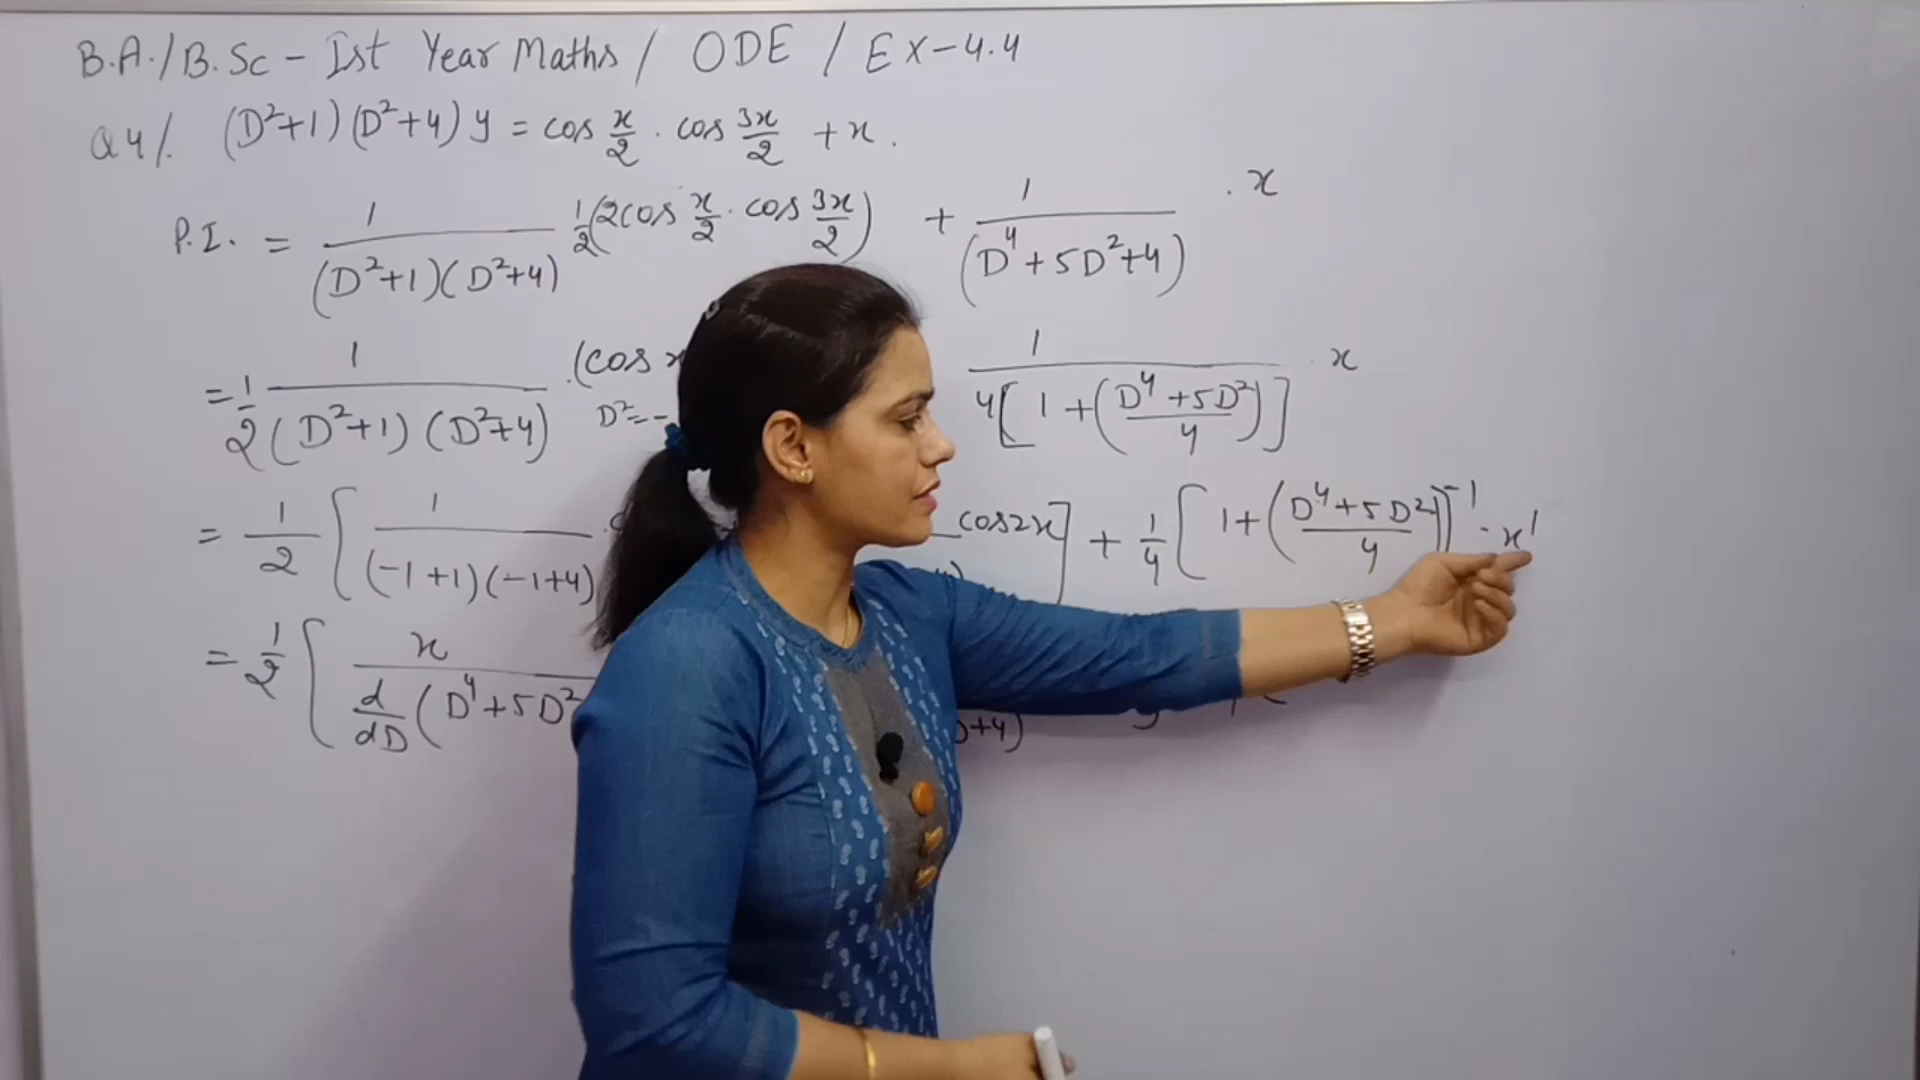 B.A./B.Sc - Ist Year Maths / ODE / EX-4.4
Q4/. (D²+1)(D²+4)y = cos x/2 . cos 3x/2 + x.
P.I. = 1/((D²+1)(D²+4)) 1/2(2cos x/2 . cos 3x/2) + 1/(D⁴+5D²+4) . x
= 1/2 1/((D²+1)(D²+4)) .(cos x 1/(4[1+((D⁴+5D²)/4)]) . x
D²=-
= 1/2 [1/((-1+1)(-1+4)) . cos2x] + 1/4 [1+((D⁴+5D²)/4)]⁻¹ . x¹
= 1/2 [x/(d/dD(D⁴+5D² +4)